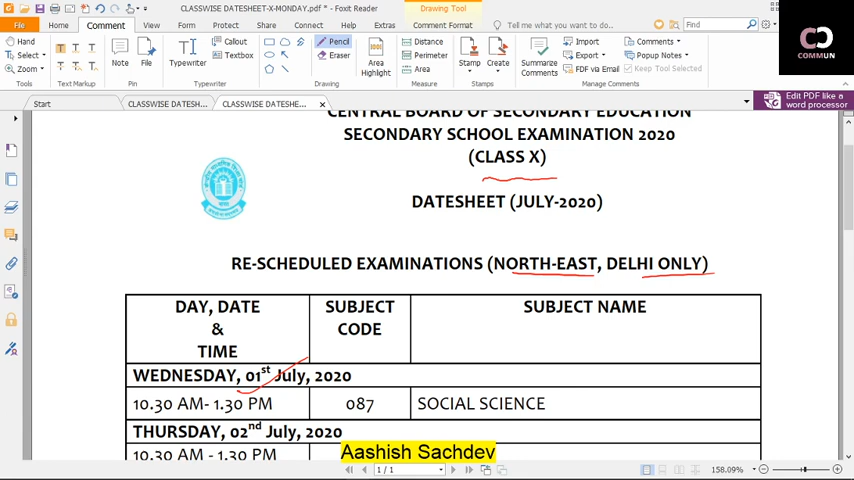 CLASSWISE DATESHEET-X-MONDAY.pdf * - Foxit Reader
Drawing Tool
File Home Comment View Form Protect Share Connect Help Extras Comment Format
Tell me what you want to do... Find
Hand
Select
Zoom
Tools
Text Markup
Note File
Pin
Typewriter
Callout
Textbox
Typewriter
Pencil
Eraser
Drawing
Area
Highlight
Distance
Perimeter
Area
Measure
Stamp Create
Stamps
Summarize
Comments
Import
Export
FDF via Email
Comments
Popup Notes
Keep Tool Selected
Manage Comments
COMMUN
Start CLASSWISE DATESH... CLASSWISE DATESHEE...
Edit PDF like a
word processor
CENTRAL BOARD OF SECONDARY EDUCATION
SECONDARY SCHOOL EXAMINATION 2020
(CLASS X)
DATESHEET (JULY-2020)
RE-SCHEDULED EXAMINATIONS (NORTH-EAST, DELHI ONLY)
DAY, DATE
&
TIME
SUBJECT
CODE
SUBJECT NAME
WEDNESDAY, 01st July, 2020
10.30 AM- 1.30 PM 087 SOCIAL SCIENCE
THURSDAY, 02nd July, 2020
10.30 AM - 1.30 PM
Aashish Sachdev
1 / 1
158.09%